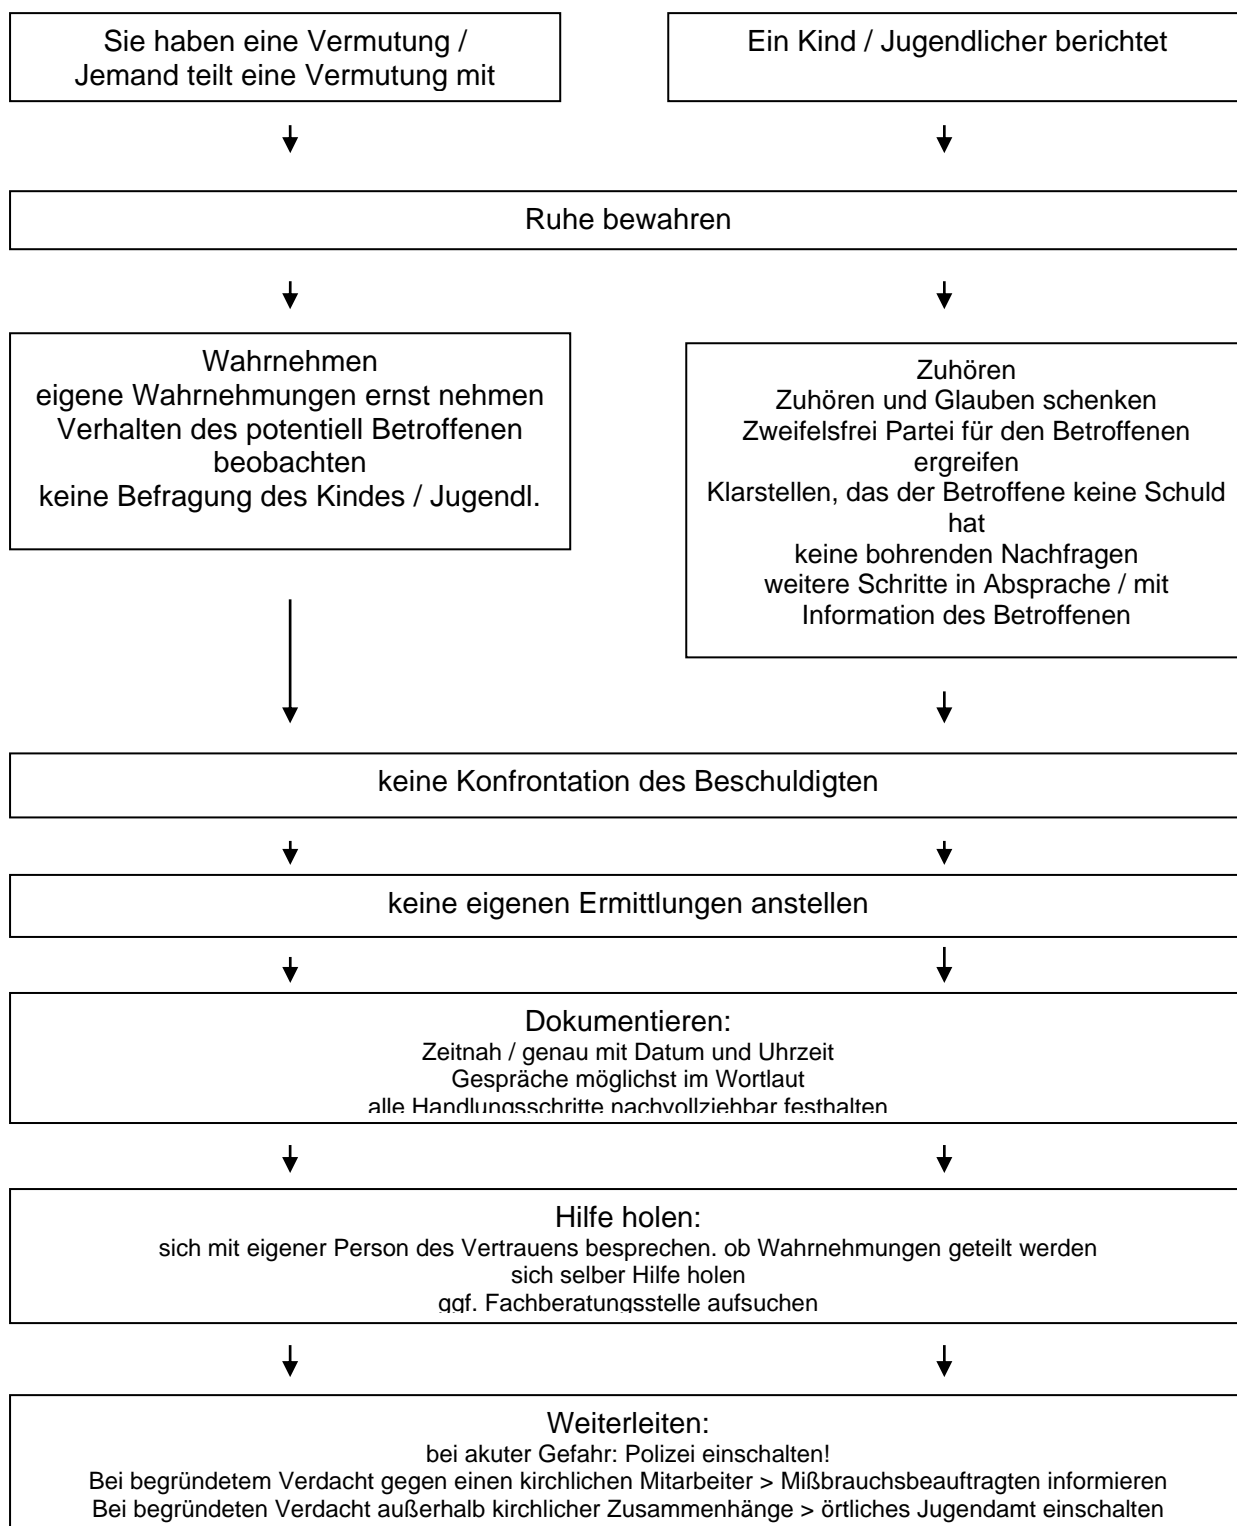 Sie haben eine Vermutung /
Jemand teilt eine Vermutung mit
Ein Kind / Jugendlicher berichtet
Ruhe bewahren
Wahrnehmen
eigene Wahrnehmungen ernst nehmen
Verhalten des potentiell Betroffenen
beobachten
keine Befragung des Kindes / Jugendl.
Zuhören
Zuhören und Glauben schenken
Zweifelsfrei Partei für den Betroffenen
ergreifen
Klarstellen, das der Betroffene keine Schuld
hat
keine bohrenden Nachfragen
weitere Schritte in Absprache / mit
Information des Betroffenen
keine Konfrontation des Beschuldigten
keine eigenen Ermittlungen anstellen
Dokumentieren:
Zeitnah / genau mit Datum und Uhrzeit
Gespräche möglichst im Wortlaut
alle Handlungsschritte nachvollziehbar festhalten
Hilfe holen:
sich mit eigener Person des Vertrauens besprechen. ob Wahrnehmungen geteilt werden
sich selber Hilfe holen
ggf. Fachberatungsstelle aufsuchen
Weiterleiten:
bei akuter Gefahr: Polizei einschalten!
Bei begründetem Verdacht gegen einen kirchlichen Mitarbeiter > Mißbrauchsbeauftragten informieren
Bei begründeten Verdacht außerhalb kirchlicher Zusammenhänge > örtliches Jugendamt einschalten